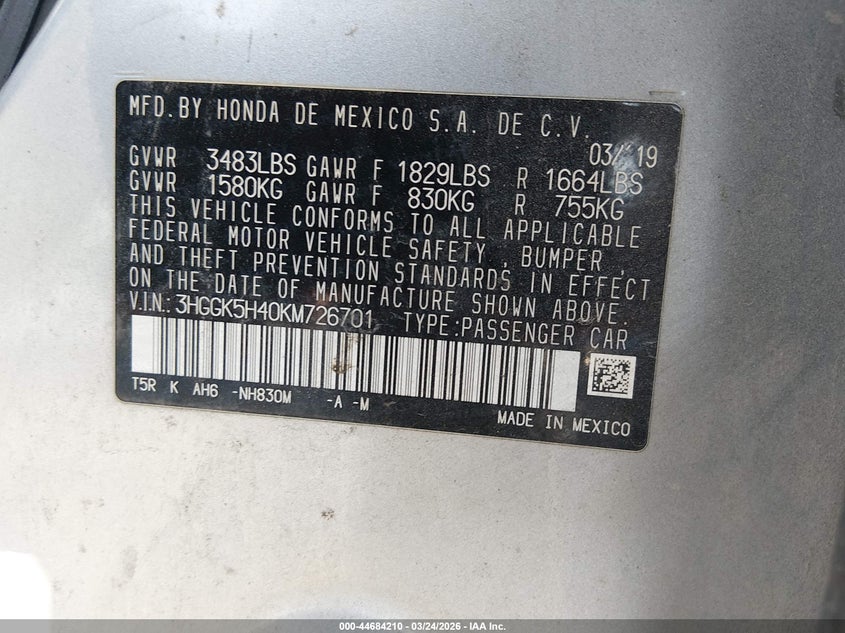 MFD.BY HONDA DE MEXICO S.A. DE C.V.
03/19
GVWR 3483LBS GAWR F 1829LBS R 1664LBS
GVWR 1580KG GAWR F 830KG R 755KG
THIS VEHICLE CONFORMS TO ALL APPLICABLE
FEDERAL MOTOR VEHICLE SAFETY, BUMPER,
AND THEFT PREVENTION STANDARDS IN EFFECT
ON THE DATE OF MANUFACTURE SHOWN ABOVE.
V.I.N.: 3HGGK5H40KM726701 TYPE:PASSENGER CAR
T5R K AH6 -NH830M -A -M
MADE IN MEXICO
000-44684210 - 03/24/2026 - IAA Inc.